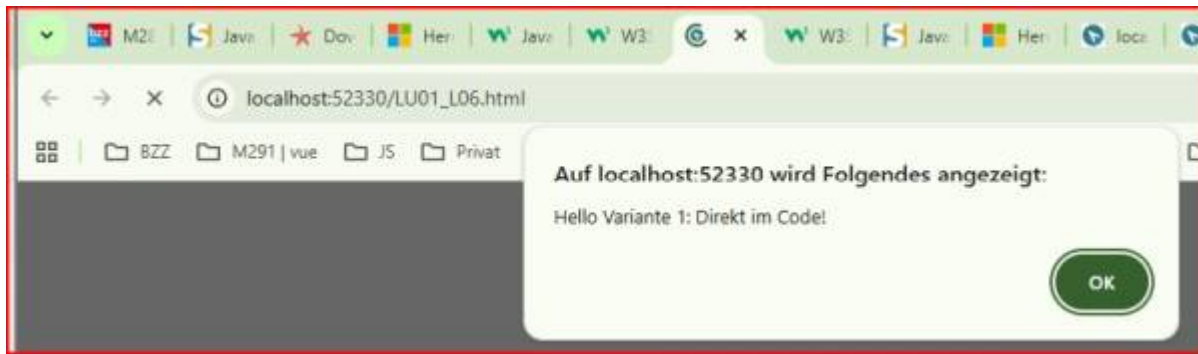 M28 Java Dov Her Java W3 W3 Java Her loca
localhost:52330/LU01_L06.html
BZZ M291 | vue JS Privat
Auf localhost:52330 wird Folgendes angezeigt:
Hello Variante 1: Direkt im Code!
OK